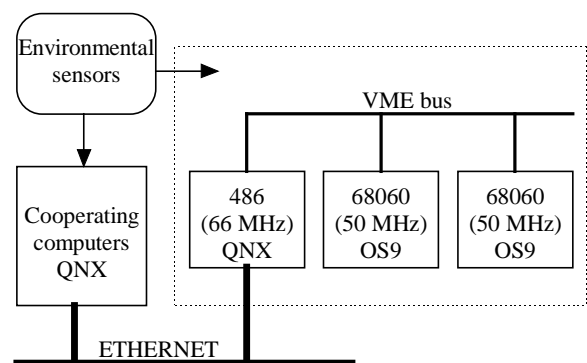 Environmental
sensors
VME bus
Cooperating
computers
QNX
486
(66 MHz)
QNX
68060
(50 MHz)
OS9
68060
(50 MHz)
OS9
ETHERNET